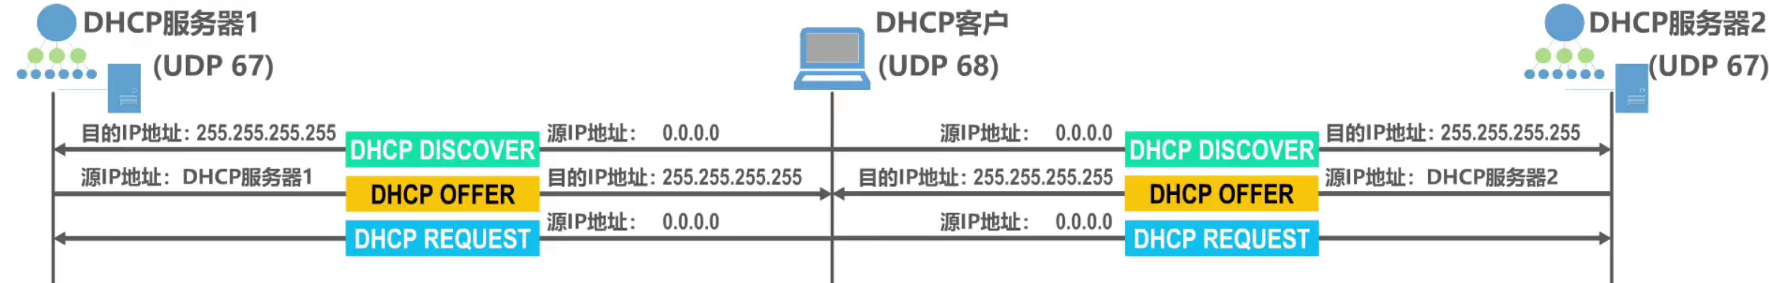 DHCP服务器1
(UDP 67)
DHCP客户
(UDP 68)
DHCP服务器2
(UDP 67)
目的IP地址：255.255.255.255
DHCP DISCOVER
源IP地址： 0.0.0.0
源IP地址： 0.0.0.0
DHCP DISCOVER
目的IP地址：255.255.255.255
源IP地址：DHCP服务器1
DHCP OFFER
目的IP地址：255.255.255.255
目的IP地址：255.255.255.255
DHCP OFFER
源IP地址：DHCP服务器2
DHCP REQUEST
源IP地址： 0.0.0.0
源IP地址： 0.0.0.0
DHCP REQUEST